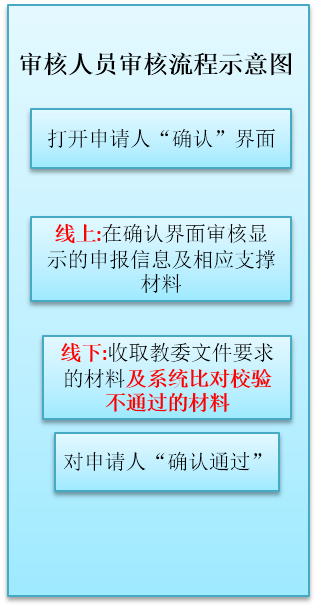 审核人员审核流程示意图
打开申请人“确认”界面
线上:在确认界面审核显
示的申报信息及相应支撑
材料
线下:收取教委文件要求
的材料及系统比对校验
不通过的材料
对申请人“确认通过”